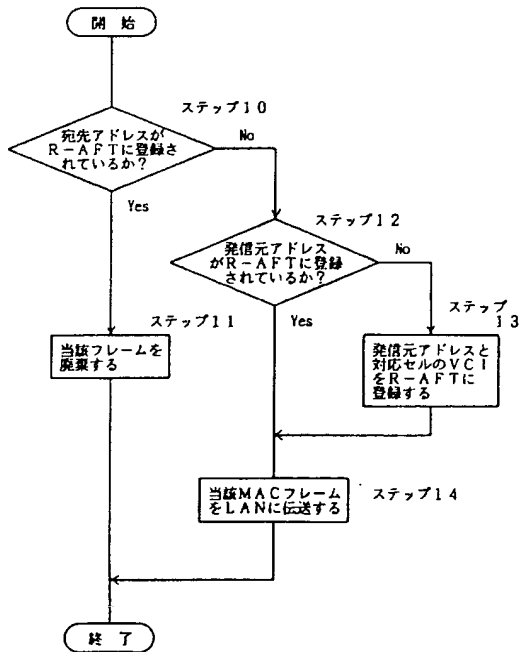 開 始
ステップ10
宛先アドレスが
R-AFTに登録さ
れているか?
No
Yes
ステップ12
発信元アドレス
がR-AFTに登録
されているか?
No
Yes
ステップ11
当該フレームを
廃棄する
ステップ
13
発信元アドレスと
対応セルのVCI
をR-AFTに
登録する
当該MACフレーム
をLANに伝送する
ステップ14
終 了